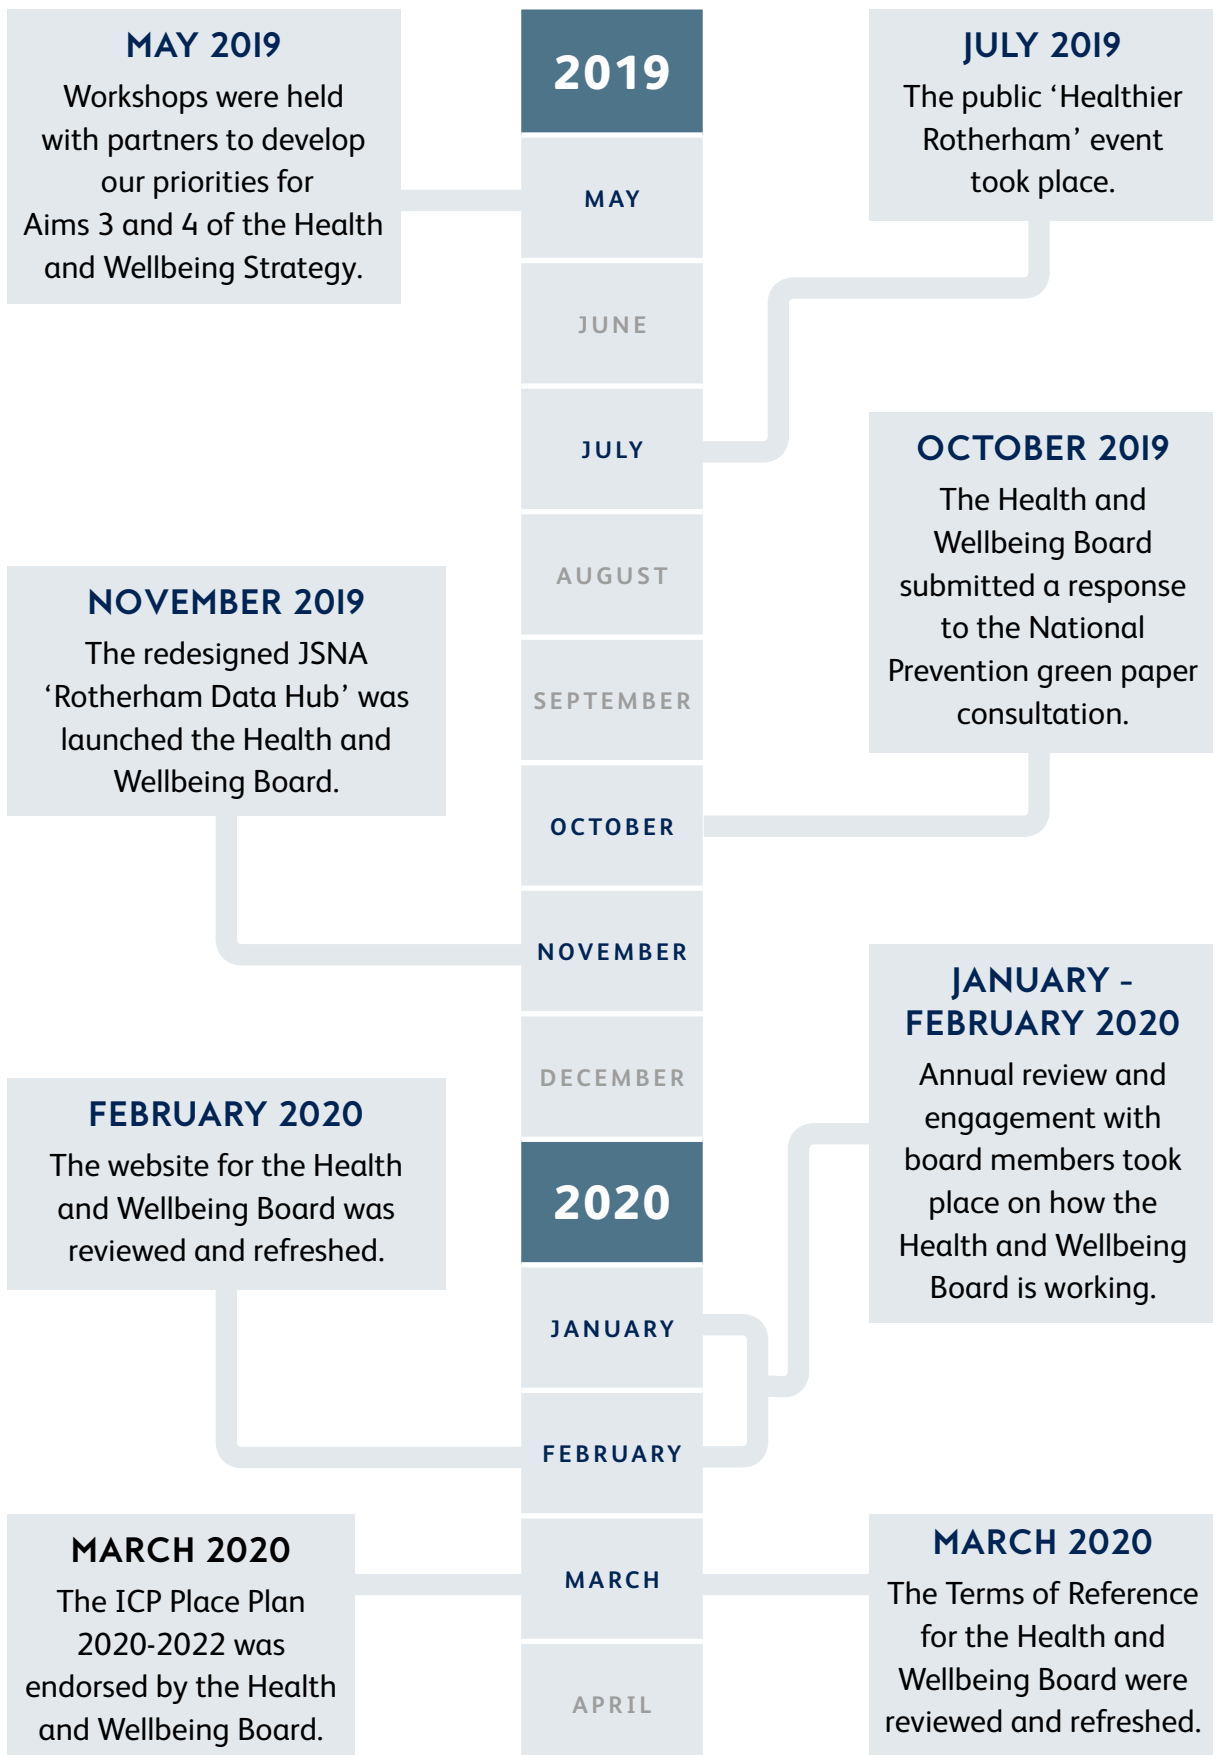 MAY 2019
Workshops were held
with partners to develop
our priorities for
Aims 3 and 4 of the Health
and Wellbeing Strategy.
2019
JULY 2019
The public ‘Healthier
Rotherham’ event
took place.
MAY
JUNE
JULY
OCTOBER 2019
The Health and
Wellbeing Board
submitted a response
to the National
Prevention green paper
consultation.
AUGUST
NOVEMBER 2019
The redesigned JSNA
‘Rotherham Data Hub’ was
launched the Health and
Wellbeing Board.
SEPTEMBER
OCTOBER
NOVEMBER
JANUARY -
FEBRUARY 2020
Annual review and
engagement with
board members took
place on how the
Health and Wellbeing
Board is working.
DECEMBER
FEBRUARY 2020
The website for the Health
and Wellbeing Board was
reviewed and refreshed.
2020
JANUARY
FEBRUARY
MARCH 2020
The ICP Place Plan
2020-2022 was
endorsed by the Health
and Wellbeing Board.
MARCH
MARCH 2020
The Terms of Reference
for the Health and
Wellbeing Board were
reviewed and refreshed.
APRIL